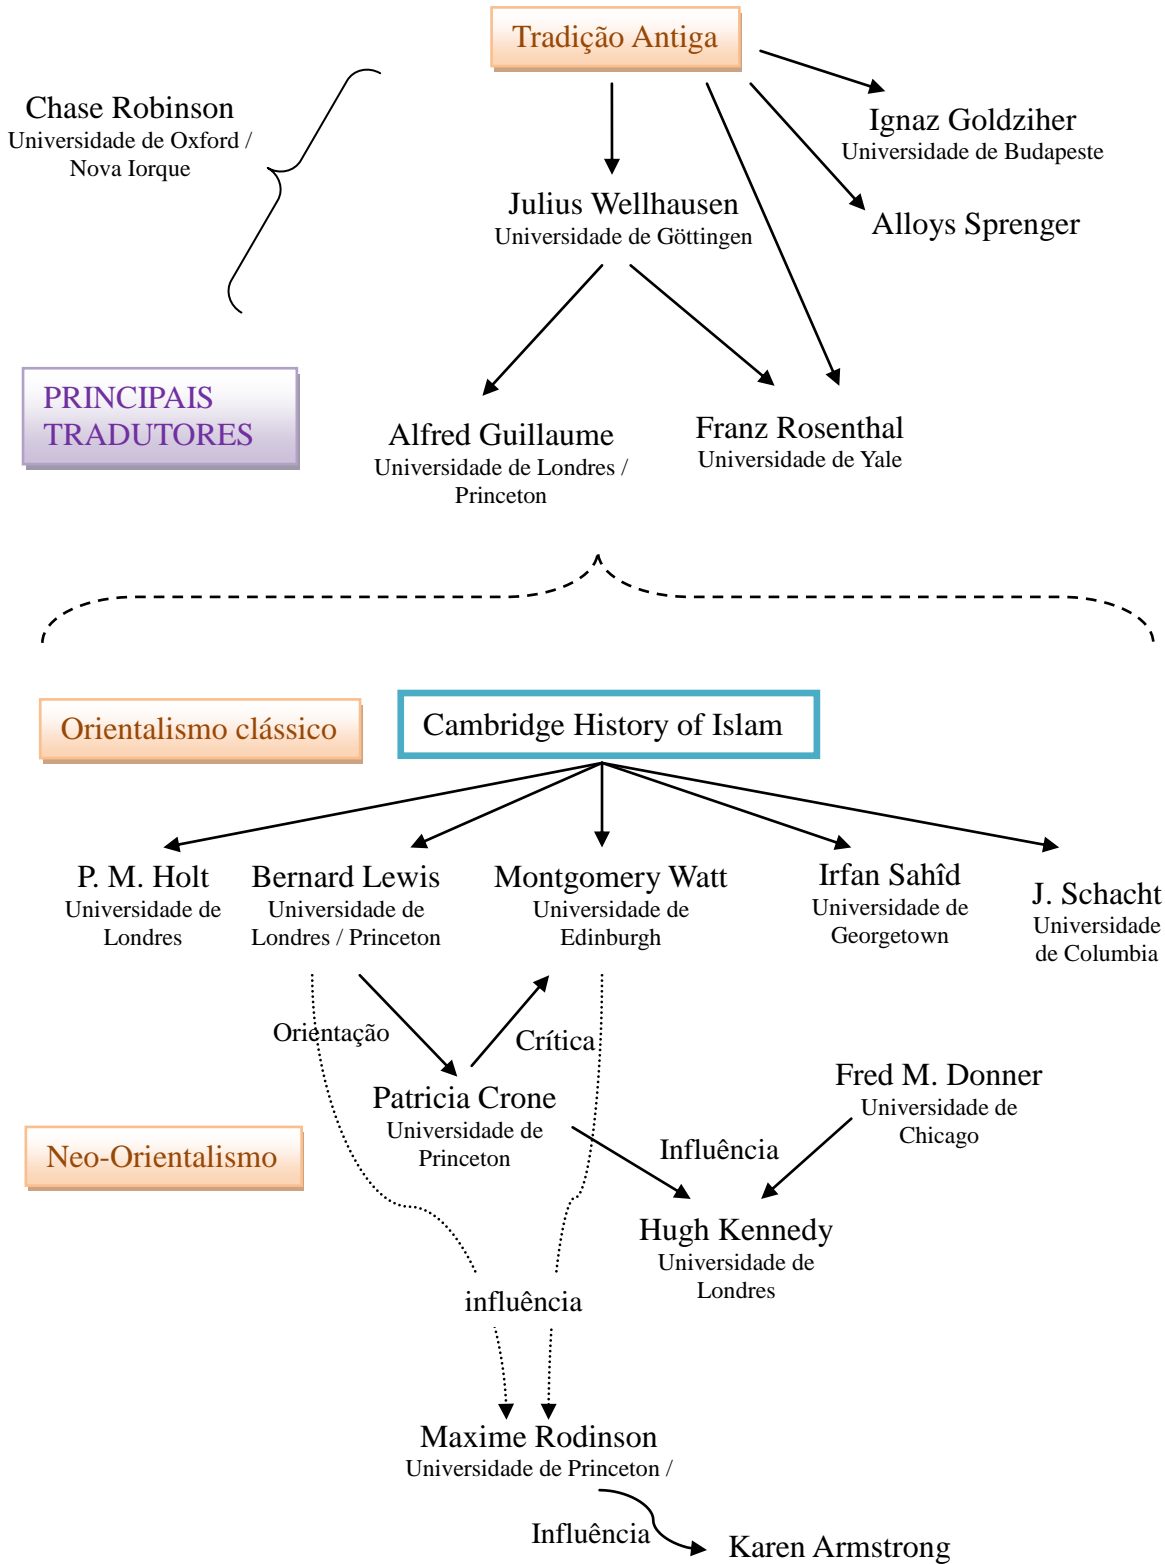 Tradição Antiga
Chase Robinson
Universidade de Oxford /
Nova Iorque
Ignaz Goldziher
Universidade de Budapeste
Julius Wellhausen
Universidade de Göttingen
Alloys Sprenger
PRINCIPAIS
TRADUTORES
Alfred Guillaume
Universidade de Londres /
Princeton
Franz Rosenthal
Universidade de Yale
Orientalismo clássico
Cambridge History of Islam
P. M. Holt
Universidade de
Londres
Bernard Lewis
Universidade de
Londres / Princeton
Montgomery Watt
Universidade de
Edinburgh
Irfan Sahîd
Universidade de
Georgetown
J. Schacht
Universidade
de Columbia
Orientação
Crítica
Patricia Crone
Universidade de
Princeton
Fred M. Donner
Universidade de
Chicago
Neo-Orientalismo
Influência
Hugh Kennedy
Universidade de
Londres
influência
Maxime Rodinson
Universidade de Princeton /
Influência
Karen Armstrong